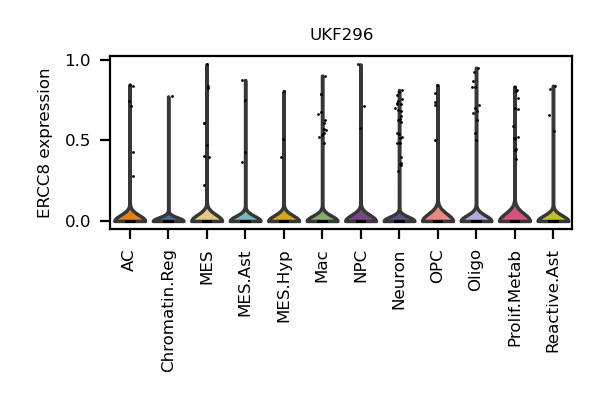 UKF296
ERCC8 expression
1.0
0.5
0.0
AC
Chromatin.Reg
MES
MES.Ast
MES.Hyp
Mac
NPC
Neuron
OPC
Oligo
Prolif.Metab
Reactive.Ast